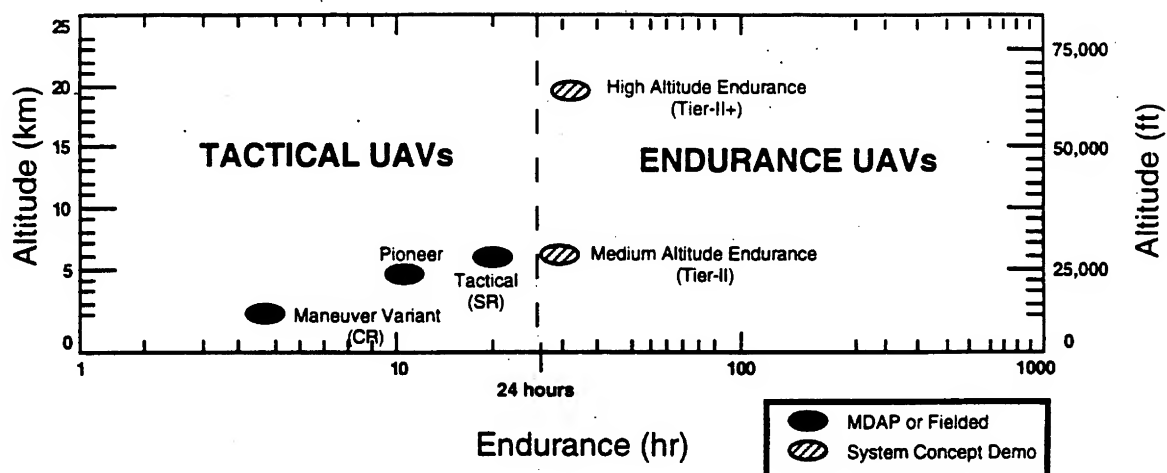 25
20
15
10
5
0
Altitude (km)
TACTICAL UAVs
ENDURANCE UAVs
High Altitude Endurance
(Tier-II+)
Pioneer
Tactical
(SR)
Medium Altitude Endurance
(Tier-II)
Maneuver Variant
(CR)
75,000
50,000
25,000
0
Altitude (ft)
1
10
24 hours
100
1000
Endurance (hr)
MDAP or Fielded
System Concept Demo